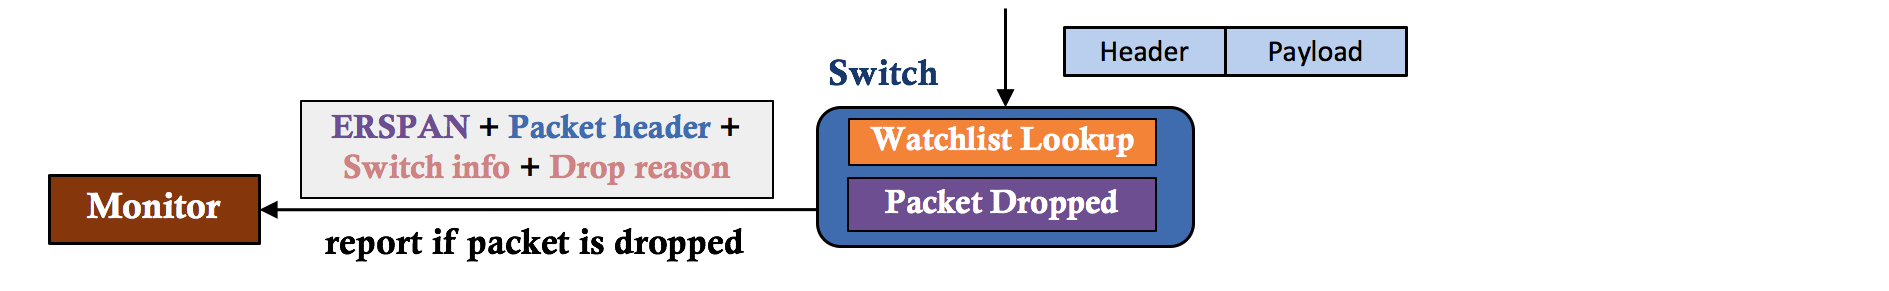 Header Payload
Switch
ERSPAN + Packet header +
Switch info + Drop reason
Watchlist Lookup
Packet Dropped
Monitor
report if packet is dropped